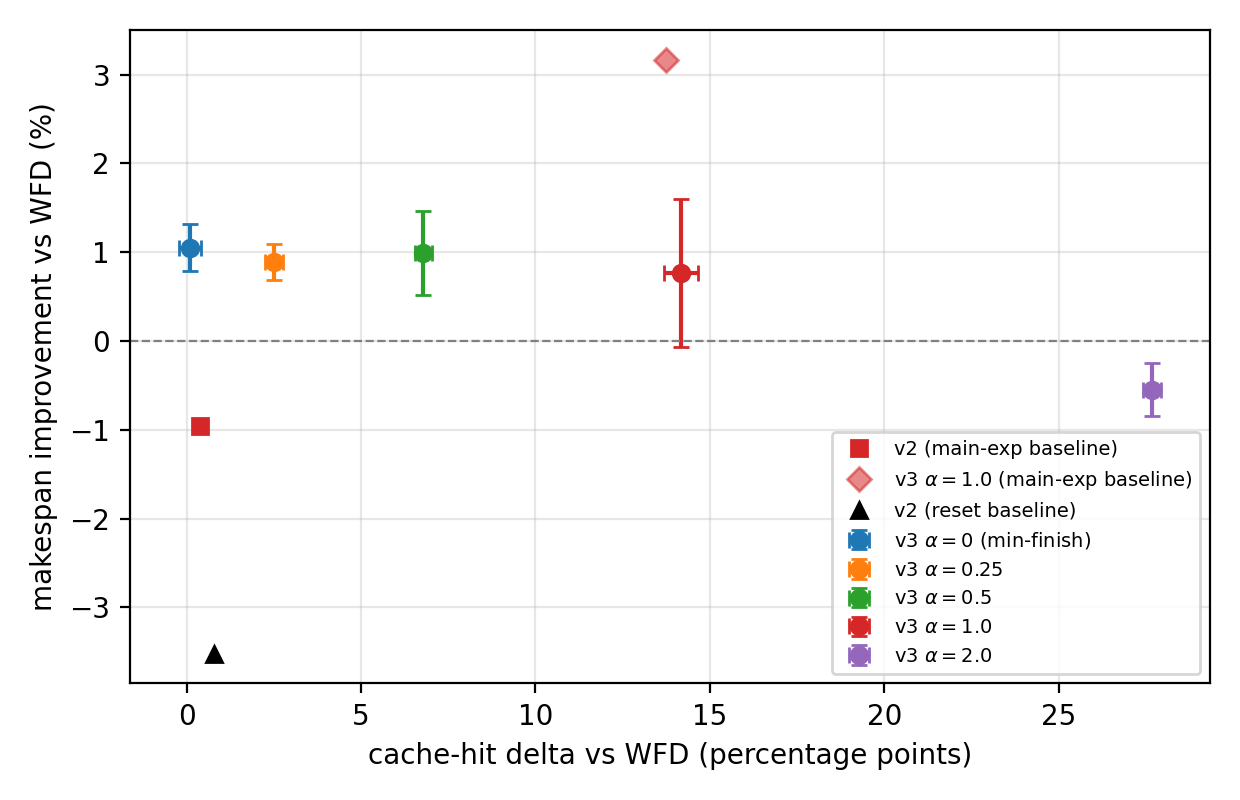 makespan improvement vs WFD (%)
3
2
1
0
−1
−2
−3
v2 (main-exp baseline)
v3 α = 1.0 (main-exp baseline)
v2 (reset baseline)
v3 α = 0 (min-finish)
v3 α = 0.25
v3 α = 0.5
v3 α = 1.0
v3 α = 2.0
0 5 10 15 20 25
cache-hit delta vs WFD (percentage points)